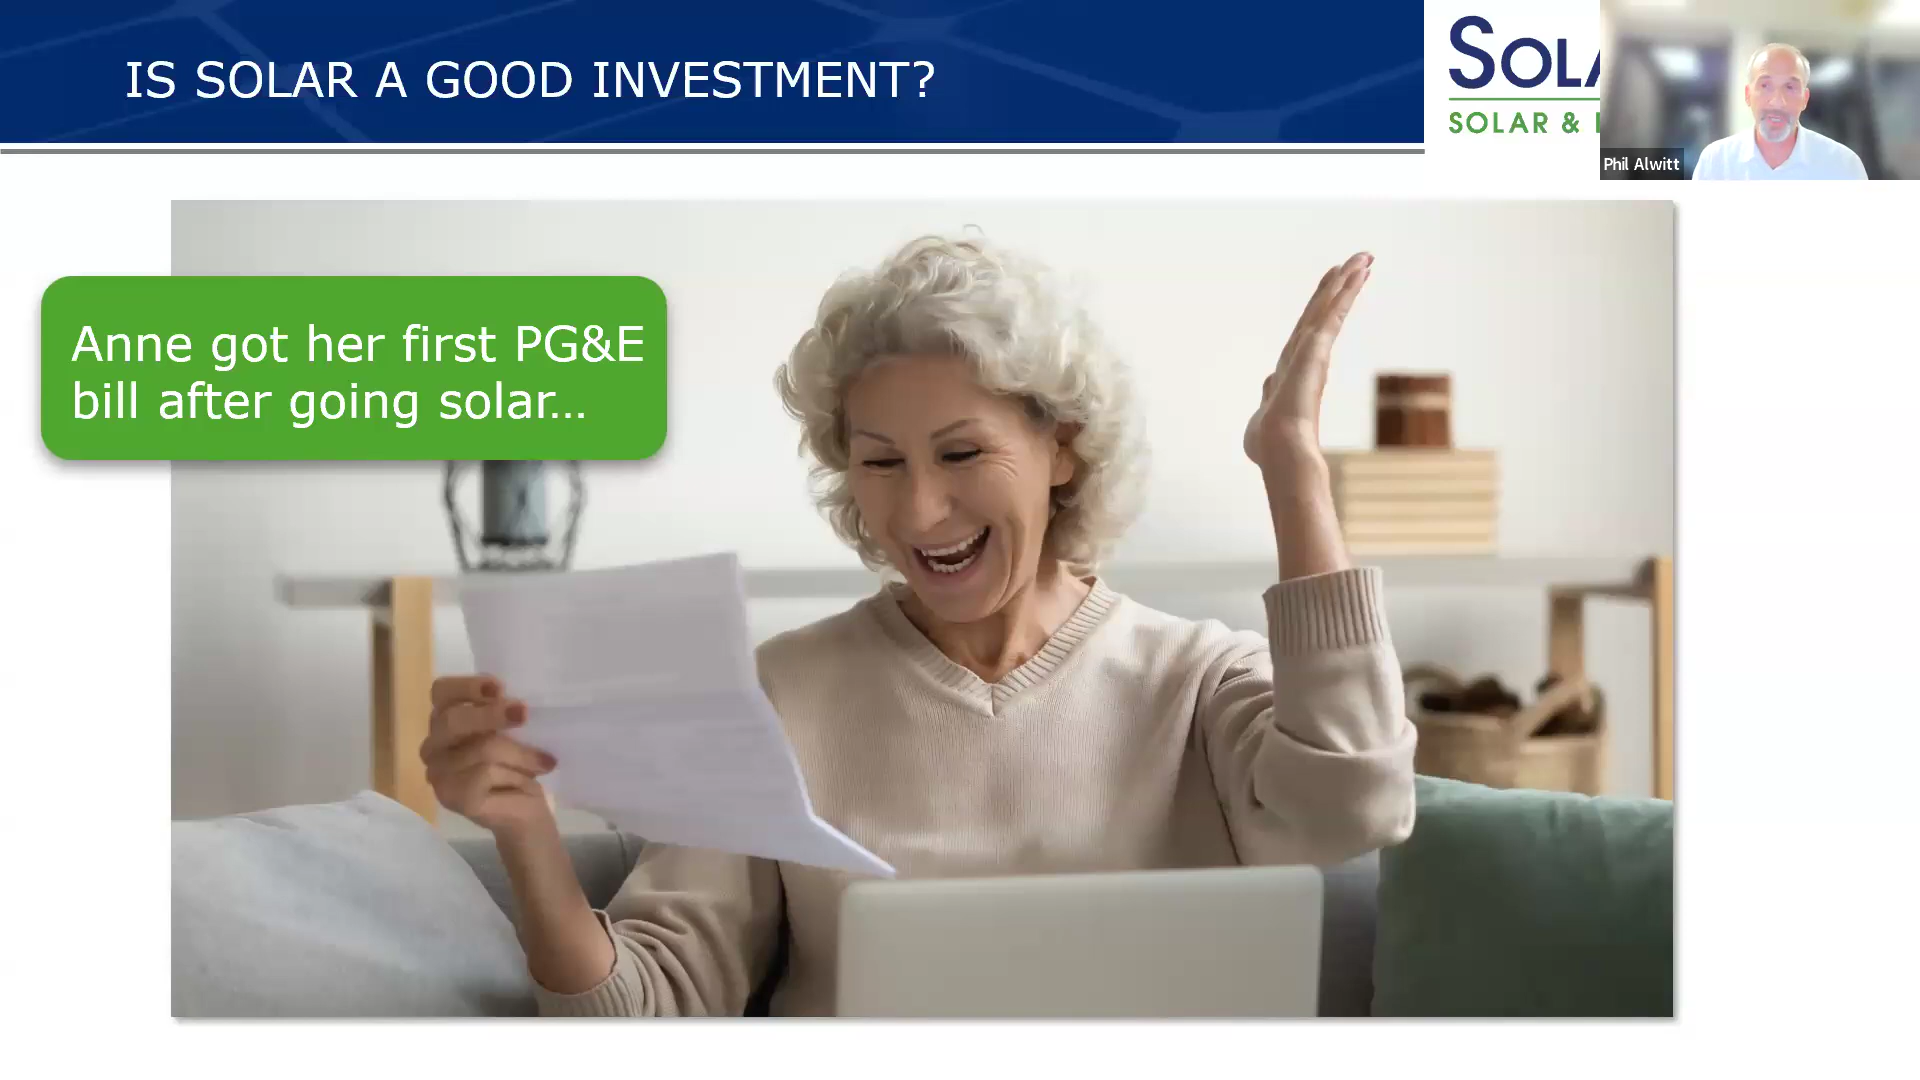 IS SOLAR A GOOD INVESTMENT?
SOLAR &
Phil Alwitt
Anne got her first PG&E
bill after going solar…